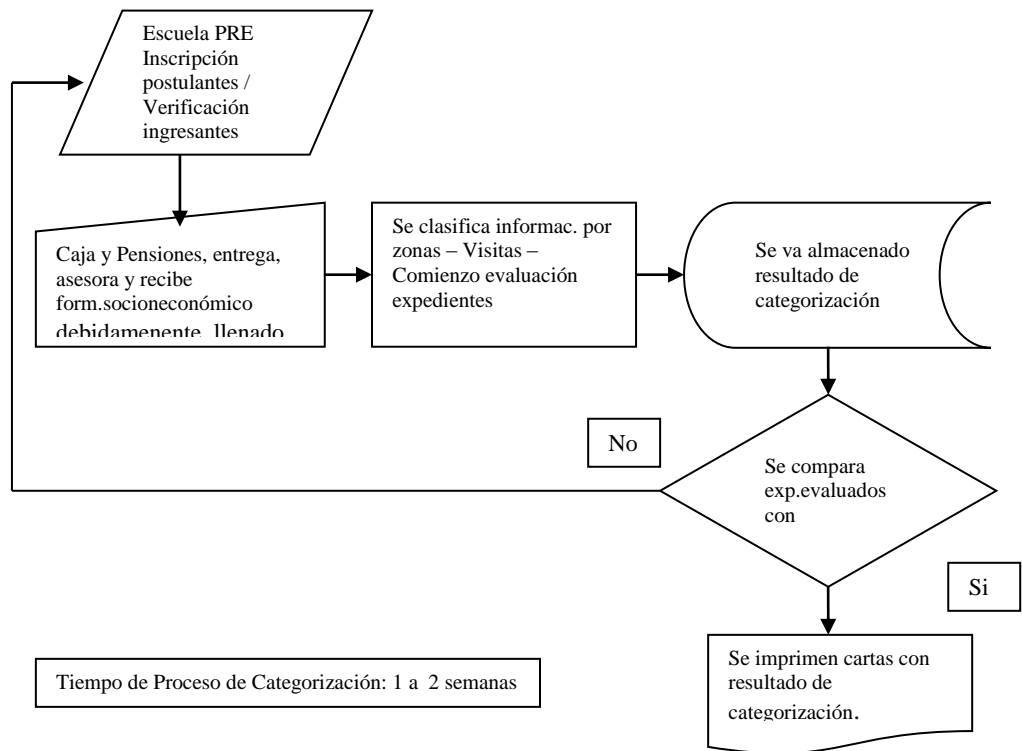 Escuela PRE
Inscripción
postulantes /
Verificación
ingresantes
Caja y Pensiones, entrega,
asesora y recibe
form.socioneconómico
debidamenente llenado
Se clasifica informac. por
zonas – Visitas –
Comienzo evaluación
expedientes
Se va almacenado
resultado de
categorización
No
Se compara
exp.evaluados
con
Si
Se imprimen cartas con
resultado de
categorización.
Tiempo de Proceso de Categorización: 1 a 2 semanas